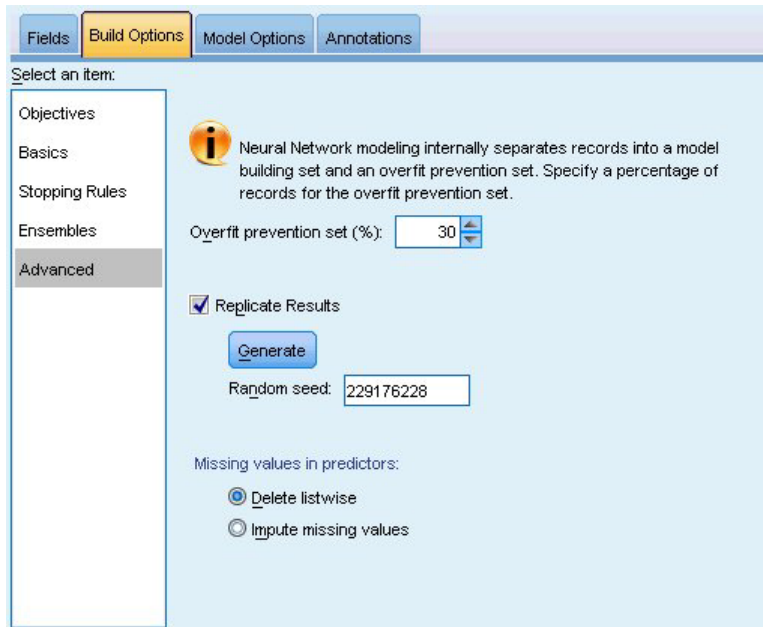 Fields
Build Options
Model Options
Annotations
Select an item:
Objectives
Basics
Stopping Rules
Ensembles
Advanced
Neural Network modeling internally separates records into a model
building set and an overfit prevention set. Specify a percentage of
records for the overfit prevention set.
Overfit prevention set (%): 30
Replicate Results
Generate
Random seed: 229176228
Missing values in predictors:
Delete listwise
Impute missing values